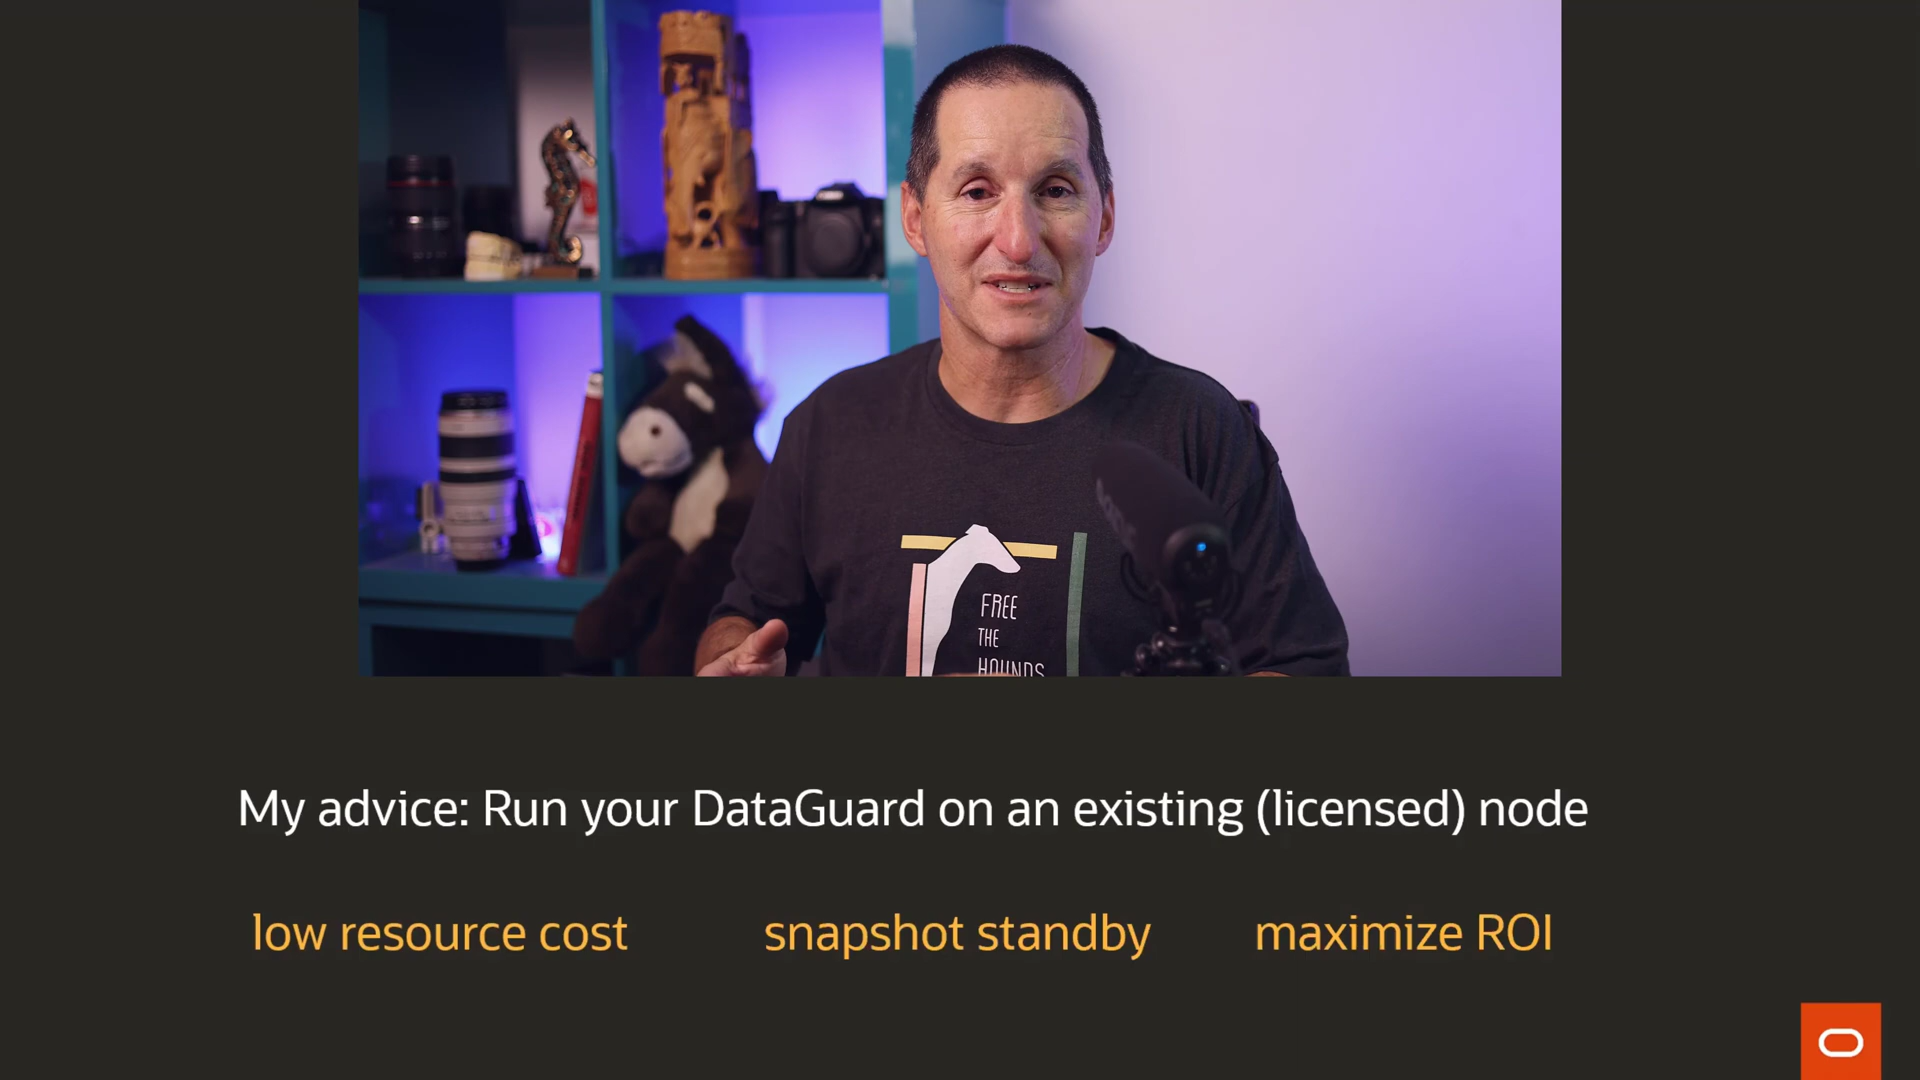 FREE
THE
HOUNDS
My advice: Run your DataGuard on an existing (licensed) node
low resource cost
snapshot standby
maximize ROI